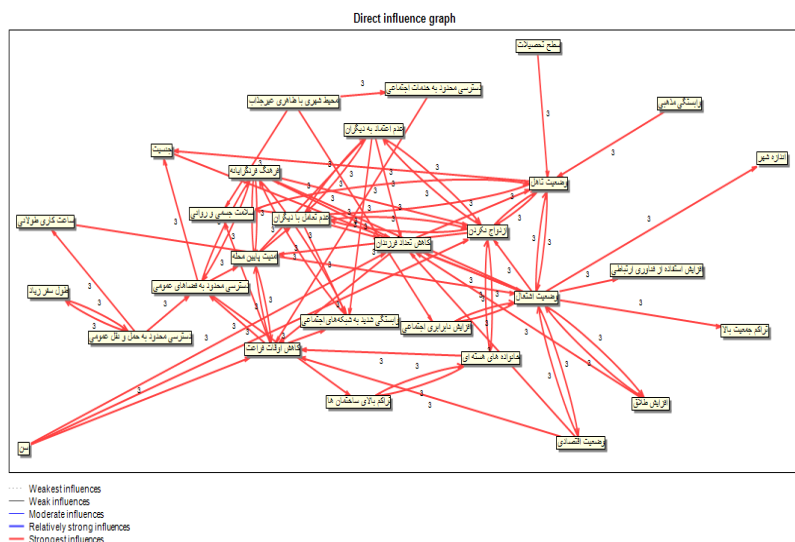 Direct influence graph
سطح تحصیلات
محیط شهری با ظاهری غیرجذاب
دسترسی محدود به خدمات اجتماعی
وابستگی مذهبی
عدم اعتماد به دیگران
جنسیت
اندازه شهر
فرهنگ فردگرایانه
وضعیت تاهل
سلامت جسمی و روانی
عدم تعامل با دیگران
ساعت کاری طولانی
ازدواج نکردن
کاهش تعداد فرزندان
امنیت پایین محله
افزایش استفاده از فناوری ارتباطی
دسترسی محدود به فضاهای عمومی
طول سفر زیاد
وضعیت اشتغال
وابستگی شدید به شبکه‌های اجتماعی
افزایش نابرابری اجتماعی
تراکم جمعیت بالا
دسترسی محدود به حمل و نقل عمومی
کاهش اوقات فراغت
خانواده های هسته ای
تراکم بالای ساختمان ها
افزایش طلاق
وضعیت اقتصادی
سن
Weakest influences
Weak influences
Moderate influences
Relatively strong influences
Strongest influences